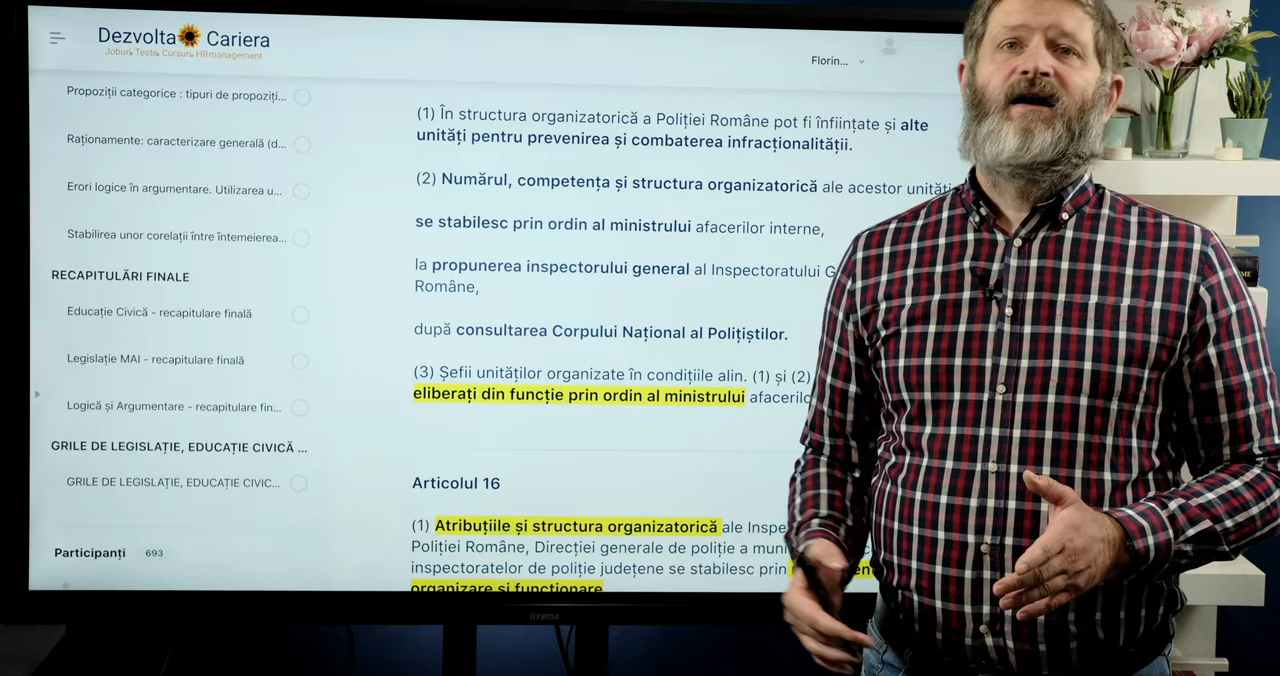 Dezvolta Cariera
Joburi, Teste, Cursuri, HRmanagement
Florin...
Propoziții categorice : tipuri de propoziți...
Raționamente: caracterizare generală (d...
Erori logice în argumentare. Utilizarea u...
Stabilirea unor corelații între întemeierea...
RECAPITULĂRI FINALE
Educație Civică - recapitulare finală
Legislație MAI - recapitulare finală
Logică și Argumentare - recapitulare fin...
GRILE DE LEGISLAȚIE, EDUCAȚIE CIVICĂ ...
GRILE DE LEGISLAȚIE, EDUCAȚIE CIVIC...
Participanți 693
(1) În structura organizatorică a Poliției Române pot fi înființate și alte
unități pentru prevenirea și combaterea infracționalității.
(2) Numărul, competența și structura organizatorică ale acestor unități
se stabilesc prin ordin al ministrului afacerilor interne,
la propunerea inspectorului general al Inspectoratului G
Române,
după consultarea Corpului Național al Polițiștilor.
(3) Șefii unităților organizate în condițiile alin. (1) și (2)
eliberați din funcție prin ordin al ministrului afacerilo
Articolul 16
(1) Atribuțiile și structura organizatorică ale Inspe
Poliției Române, Direcției generale de poliție a muni
inspectoratelor de poliție județene se stabilesc prin
organizare și funcționare
iiyama